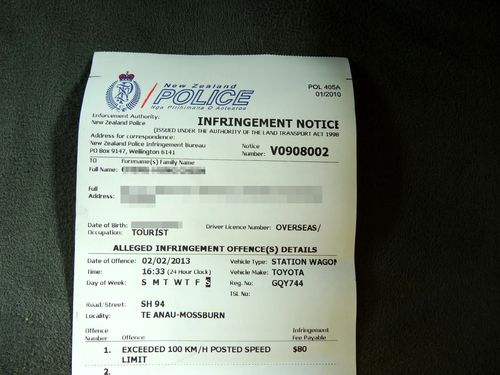 New Zealand
POLICE
Nga Pirihimana O Aotearoa
POL 405A
01/2010
Enforcement Authority:
New Zealand Police
INFRINGEMENT NOTICE
(ISSUED UNDER THE AUTHORITY OF THE LAND TRANSPORT ACT 1998
Address for correspondence:
New Zealand Police Infringement Bureau
PO Box 9147, Wellington 6141
Notice Number: V0908002
TO Forename(s) Family Name
Full Name:
Full Address:
Date of Birth:
Driver Licence Number: OVERSEAS/
Occupation: TOURIST
ALLEGED INFRINGEMENT OFFENCE(S) DETAILS
Date of Offence: 02/02/2013 Vehicle Type: STATION WAGON
Time: 16:33 (24 Hour Clock) Vehicle Make: TOYOTA
Day of Week: S M T W T F S Reg. No: GQY744
TSL No:
Road/Street: SH 94
Locality: TE ANAU-MOSSBURN
Offence Number Offence Infringement Fee Payable
1. EXCEEDED 100 KM/H POSTED SPEED LIMIT $80
2.